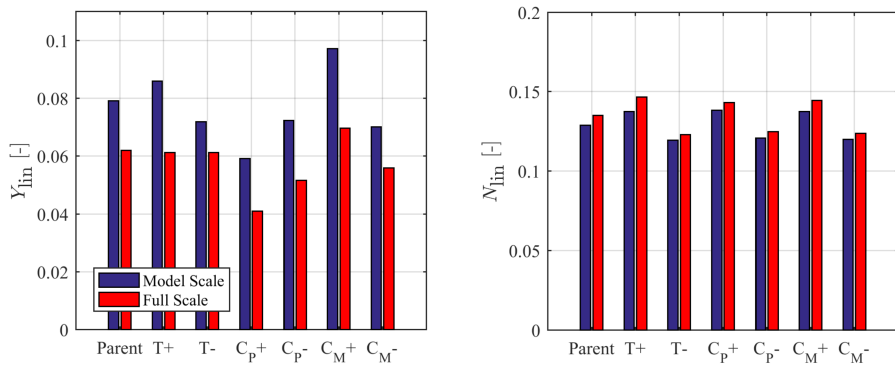 0.1
0.08
0.06
0.04
0.02
0
Y_lin [-]
Model Scale
Full Scale
Parent T+ T- C_P+ C_P- C_M+ C_M-
0.2
0.15
0.1
0.05
0
N_lin [-]
Parent T+ T- C_P+ C_P- C_M+ C_M-